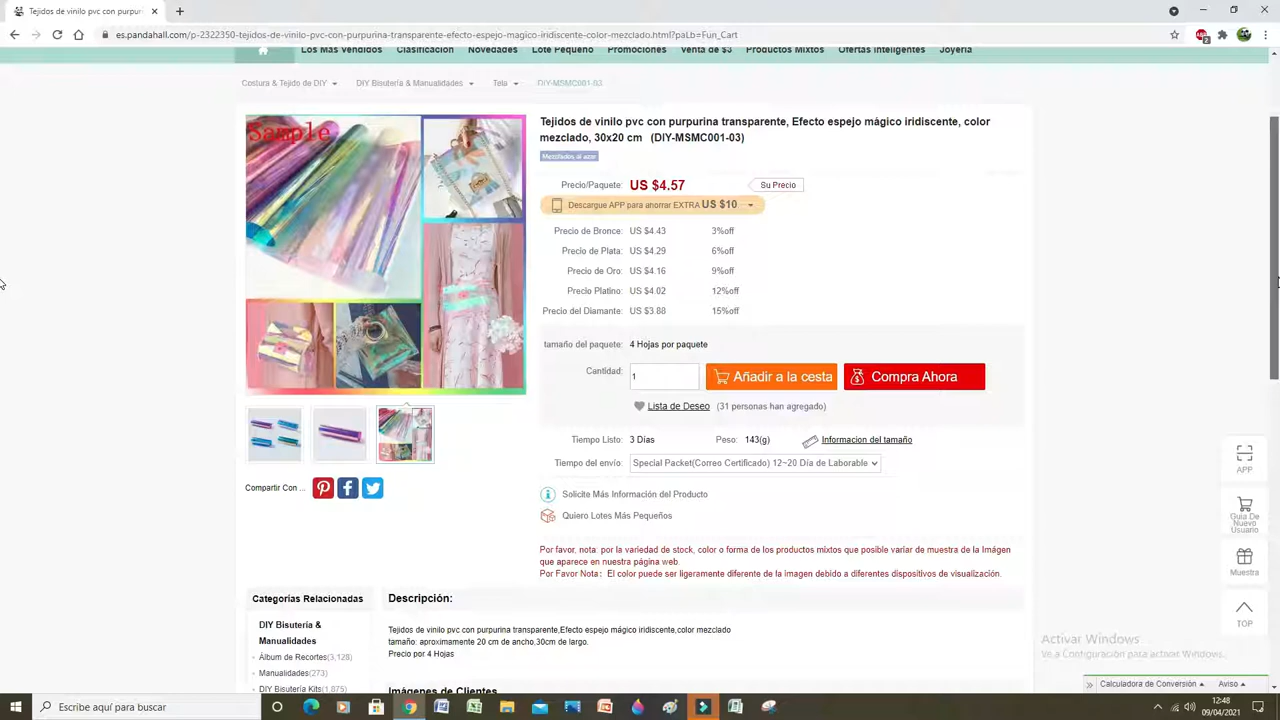 Tejidos de vinilo pvc con purpu
es.pandahall.com/p-2322350-tejidos-de-vinilo-pvc-con-purpurina-transparente-efecto-espejo-magico-iridiscente-color-mezclado.html?paLb=Fun_Cart
Los Más Vendidos Clasificación Novedades Lote Pequeño Promociones Venta de $3 Productos Mixtos Ofertas Inteligentes Joyería
Costura & Tejido de DIY DIY Bisutería & Manualidades Tela DIY-MSMC001-03
Sample
Tejidos de vinilo pvc con purpurina transparente, Efecto espejo mágico iridiscente, color
mezclado, 30x20 cm (DIY-MSMC001-03)
Mezclados al azar
Precio/Paquete: US $4.57 Su Precio
Descargue APP para ahorrar EXTRA US $10
Precio de Bronce: US $4.43 3%off
Precio de Plata: US $4.29 6%off
Precio de Oro: US $4.16 9%off
Precio Platino: US $4.02 12%off
Precio del Diamante: US $3.88 15%off
tamaño del paquete: 4 Hojas por paquete
Cantidad: 1 Añadir a la cesta Compra Ahora
Lista de Deseo (31 personas han agregado)
Tiempo Listo: 3 Días Peso: 143(g) Informacion del tamaño
Tiempo del envío: Special Packet(Correo Certificado) 12~20 Día de Laborable
Compartir Con ...
Solicite Más Información del Producto
Quiero Lotes Más Pequeños
Por favor, nota: por la variedad de stock, color o forma de los productos mixtos que posible variar de muestra de la Imágen
que aparece en nuestra página web.
Por Favor Nota: El color puede ser ligeramente diferente de la imagen debido a diferentes dispositivos de visualización.
APP
Guía De
Nuevo
Usuario
Muestra
TOP
Categorías Relacionadas
DIY Bisutería &
Manualidades
Álbum de Recortes(3,128)
Manualidades(273)
DIY Bisutería Kits(1,875)
Descripción:
Tejidos de vinilo pvc con purpurina transparente,Efecto espejo mágico iridiscente,color mezclado
tamaño: aproximamente 20 cm de ancho,30cm de largo.
Precio por 4 Hojas
Imágenes de Clientes
Activar Windows
Ve a Configuración para activar Windows.
Calculadora de Conversión Aviso
Escribe aquí para buscar
12:48
09/04/2021